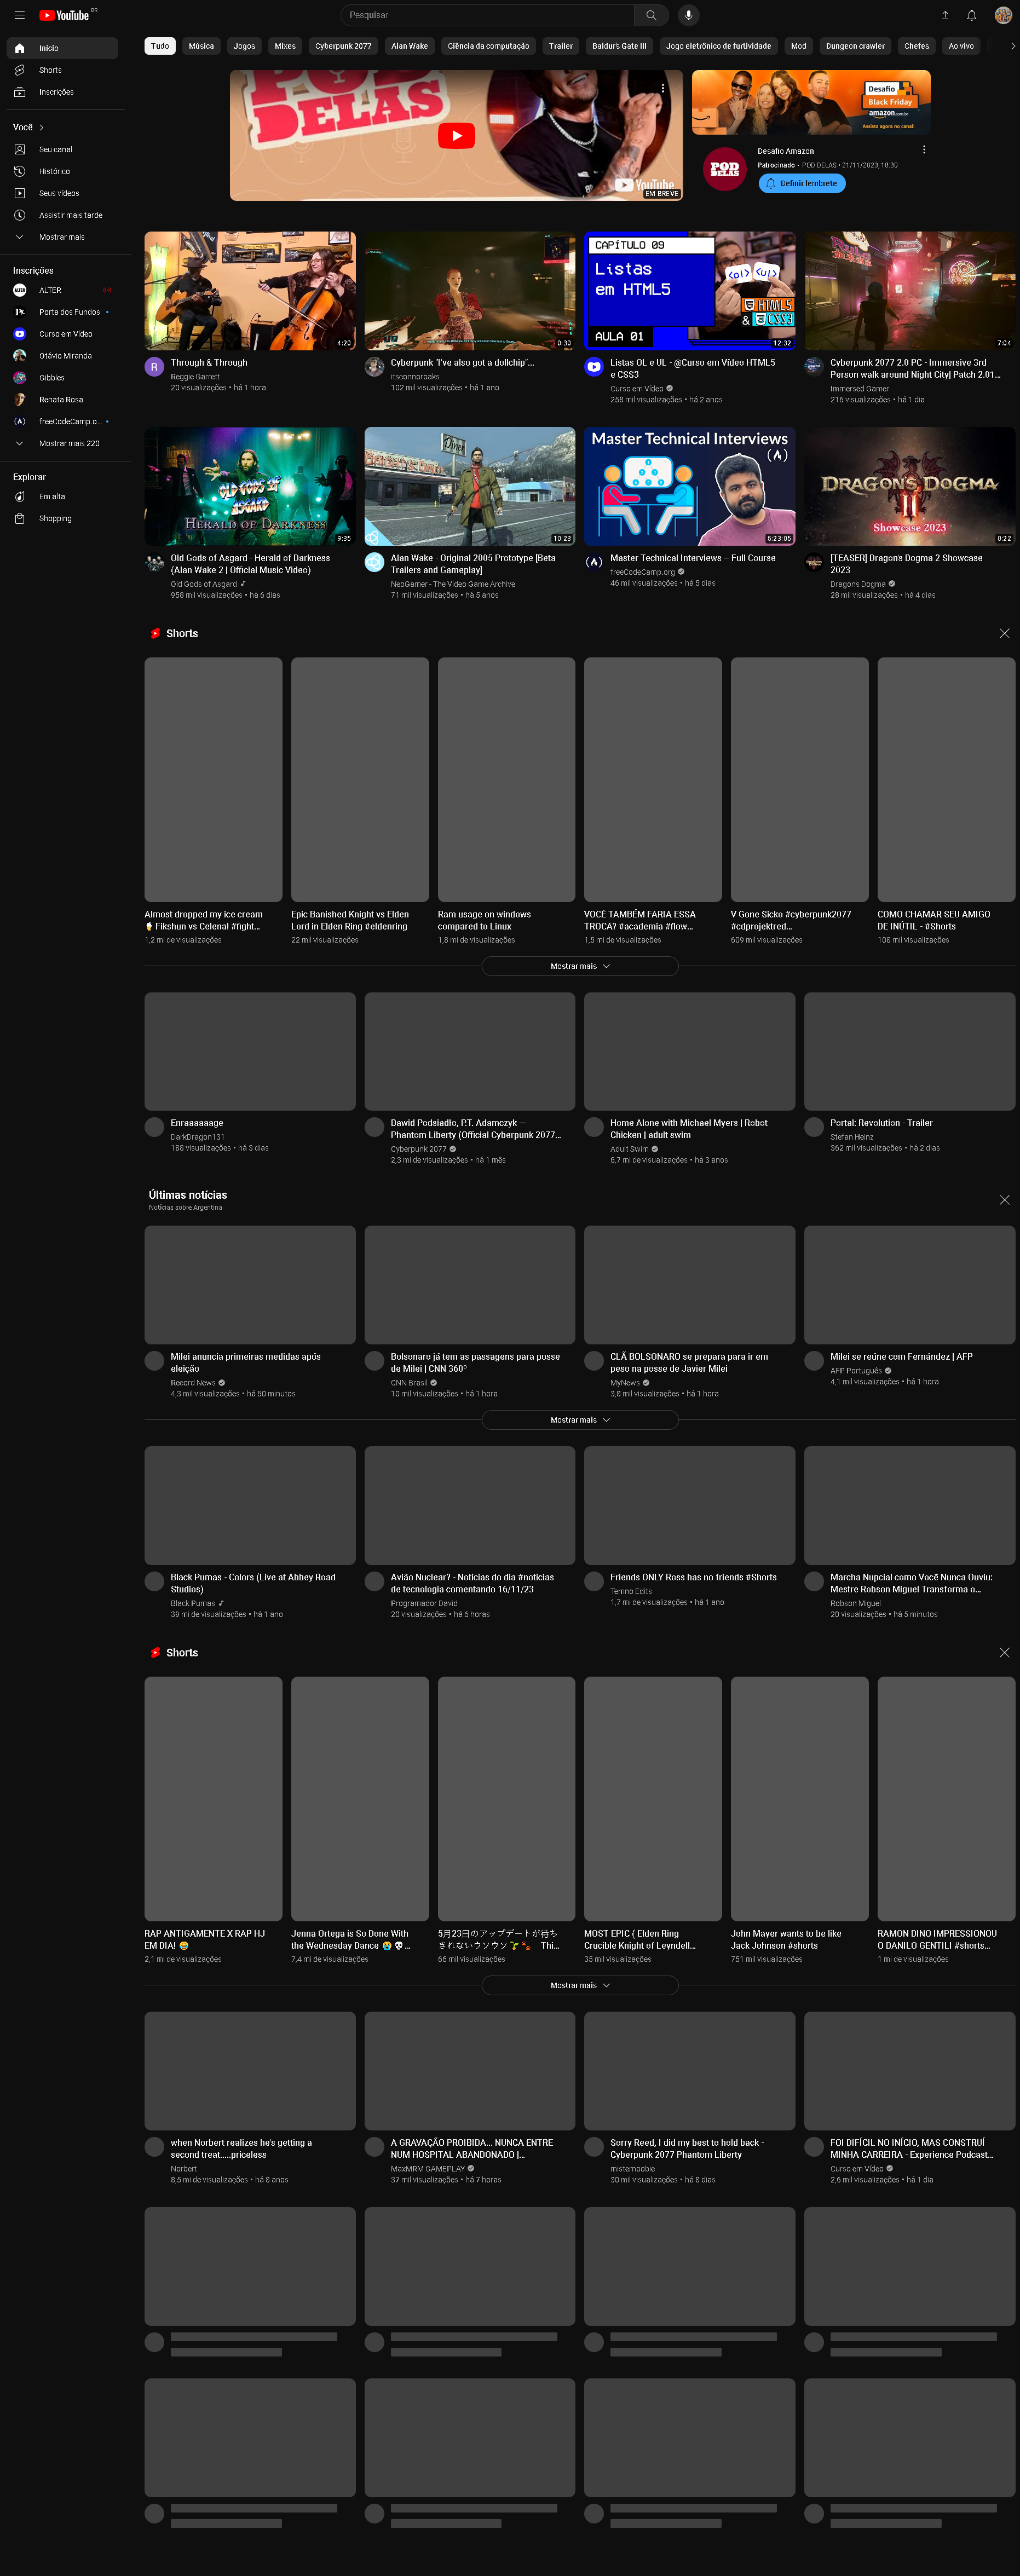 YouTube BR
Pesquisar
Início
Shorts
Inscrições
Você
Seu canal
Histórico
Seus vídeos
Assistir mais tarde
Mostrar mais
Inscrições
ALTER
Porta dos Fundos
Curso em Vídeo
Otávio Miranda
Gibbles
Renata Rosa
freeCodeCamp.o...
Mostrar mais 220
Explorar
Em alta
Shopping
Tudo
Música
Jogos
Mixes
Cyberpunk 2077
Alan Wake
Ciência da computação
Trailer
Baldur's Gate III
Jogo eletrônico de furtividade
Mod
Dungeon crawler
Chefes
Ao vivo
DELAS
YouTube
EM BREVE
Desafio
Black Friday
amazon.com.br
Assista agora no canal!
POD
DELAS
Desafio Amazon
Patrocinado • POD DELAS • 21/11/2023, 18:30
Definir lembrete
4:20
R
Through & Through
Reggie Garrett
20 visualizações • há 1 hora
0:30
Cyberpunk "I've also got a dollchip"...
itsconnoroaks
102 mil visualizações • há 1 ano
CAPÍTULO 09
Listas
em HTML5
AULA 01
<ol>
<ul>
HTML5
& CSS3
12:32
Listas OL e UL - @Curso em Vídeo HTML5
e CSS3
Curso em Vídeo
258 mil visualizações • há 2 anos
7:04
Cyberpunk 2077 2.0 PC - Immersive 3rd
Person walk around Night City| Patch 2.01...
Immersed Gamer
216 visualizações • há 1 dia
OLD GODS OF
ASGARD
HERALD OF DARKNESS
9:35
Old Gods of Asgard - Herald of Darkness
(Alan Wake 2 | Official Music Video)
Old Gods of Asgard
958 mil visualizações • há 6 dias
Diner
10:23
Alan Wake - Original 2005 Prototype [Beta
Trailers and Gameplay]
NeoGamer - The Video Game Archive
71 mil visualizações • há 5 anos
Master Technical Interviews
5:23:05
Master Technical Interviews – Full Course
freeCodeCamp.org
46 mil visualizações • há 5 dias
DRAGON'S DOGMA
II
Showcase 2023
0:22
[TEASER] Dragon's Dogma 2 Showcase
2023
Dragon's Dogma
28 mil visualizações • há 4 dias
Shorts
Almost dropped my ice cream
🍦 Fikshun vs Celena! #fight...
1,2 mi de visualizações
Epic Banished Knight vs Elden
Lord in Elden Ring #eldenring
22 mil visualizações
Ram usage on windows
compared to Linux
1,8 mi de visualizações
VOCÊ TAMBÉM FARIA ESSA
TROCA? #academia #flow...
1,5 mi de visualizações
V Gone Sicko #cyberpunk2077
#cdprojektred...
609 mil visualizações
COMO CHAMAR SEU AMIGO
DE INÚTIL - #Shorts
108 mil visualizações
Mostrar mais
Enraaaaaage
DarkDragon131
188 visualizações • há 3 dias
Dawid Podsiadło, P.T. Adamczyk —
Phantom Liberty (Official Cyberpunk 2077...
Cyberpunk 2077
2,3 mi de visualizações • há 1 mês
Home Alone with Michael Myers | Robot
Chicken | adult swim
Adult Swim
6,7 mi de visualizações • há 3 anos
Portal: Revolution - Trailer
Stefan Heinz
362 mil visualizações • há 2 dias
Últimas notícias
Notícias sobre Argentina
Milei anuncia primeiras medidas após
eleição
Record News
4,3 mil visualizações • há 50 minutos
Bolsonaro já tem as passagens para posse
de Milei | CNN 360º
CNN Brasil
10 mil visualizações • há 1 hora
CLÃ BOLSONARO se prepara para ir em
peso na posse de Javier Milei
MyNews
3,8 mil visualizações • há 1 hora
Milei se reúne com Fernández | AFP
AFP Português
4,1 mil visualizações • há 1 hora
Mostrar mais
Black Pumas - Colors (Live at Abbey Road
Studios)
Black Pumas
39 mi de visualizações • há 1 ano
Avião Nuclear? - Notícias do dia #noticias
de tecnologia comentando 16/11/23
Programador David
20 visualizações • há 6 horas
Friends ONLY Ross has no friends #Shorts
Temno Edits
1,7 mi de visualizações • há 1 ano
Marcha Nupcial como Você Nunca Ouviu:
Mestre Robson Miguel Transforma o...
Robson Miguel
20 visualizações • há 5 minutos
Shorts
RAP ANTIGAMENTE X RAP HJ
EM DIA! 😝
2,1 mi de visualizações
Jenna Ortega is So Done With
the Wednesday Dance 😭 💀 ...
7,4 mi de visualizações
5月23日のアップデートが待ち
きれないウソウソ🌱 🐾 Thi...
66 mil visualizações
MOST EPIC ( Elden Ring
Crucible Knight of Leyndell...
35 mil visualizações
John Mayer wants to be like
Jack Johnson #shorts
751 mil visualizações
RAMON DINO IMPRESSIONOU
O DANILO GENTILI #shorts...
1 mi de visualizações
Mostrar mais
when Norbert realizes he's getting a
second treat.....priceless
Norbert
8,5 mi de visualizações • há 8 anos
A GRAVAÇÃO PROIBIDA... NUNCA ENTRE
NUM HOSPITAL ABANDONADO |...
MaxMRM GAMEPLAY
37 mil visualizações • há 7 horas
Sorry Reed, I did my best to hold back -
Cyberpunk 2077 Phantom Liberty
misternoobie
30 mil visualizações • há 8 dias
FOI DIFÍCIL NO INÍCIO, MAS CONSTRUÍ
MINHA CARREIRA - Experience Podcast...
Curso em Vídeo
2,6 mil visualizações • há 1 dia